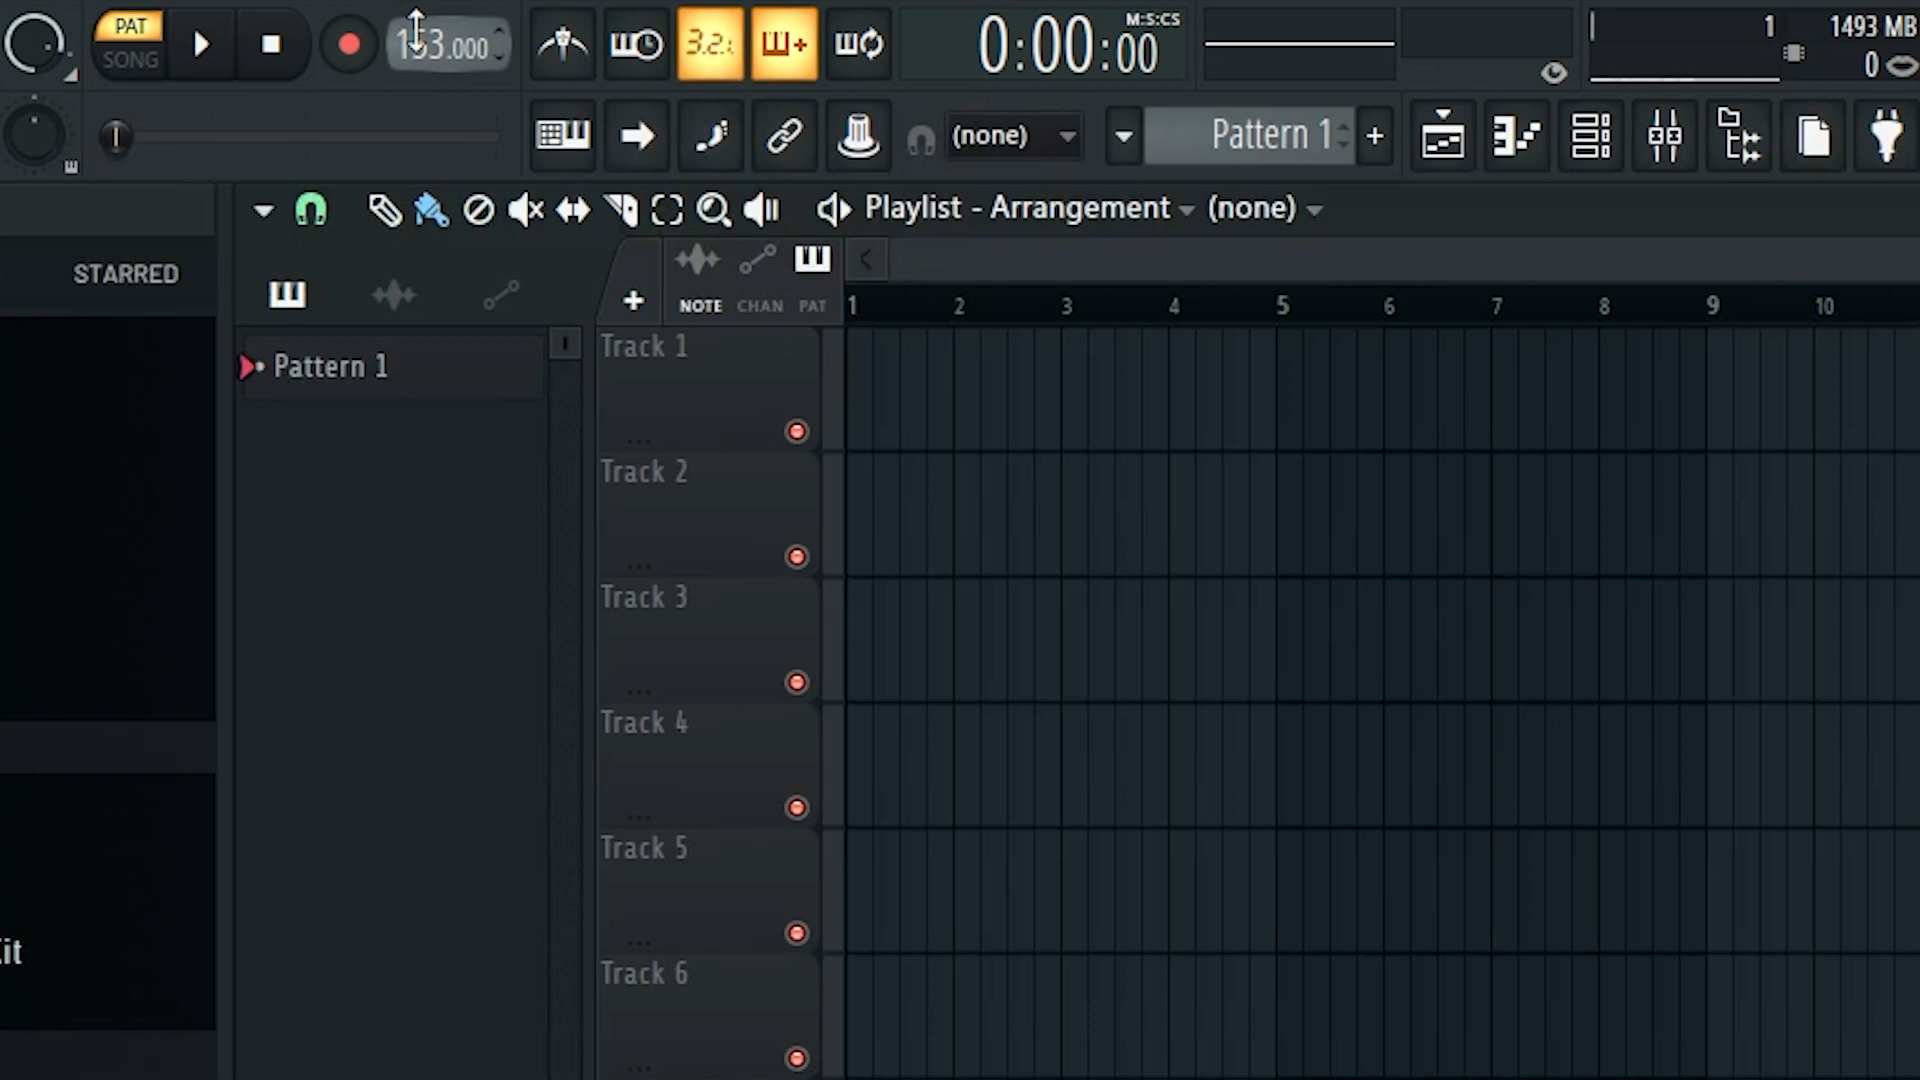 PAT
SONG
153.000
3.2.
0:00:00
M:S:CS
1
1493 MB
0
(none)
Pattern 1
+
Playlist - Arrangement
(none)
STARRED
NOTE CHAN PAT
1 2 3 4 5 6 7 8 9 10
Pattern 1
Track 1
Track 2
Track 3
Track 4
Track 5
Track 6